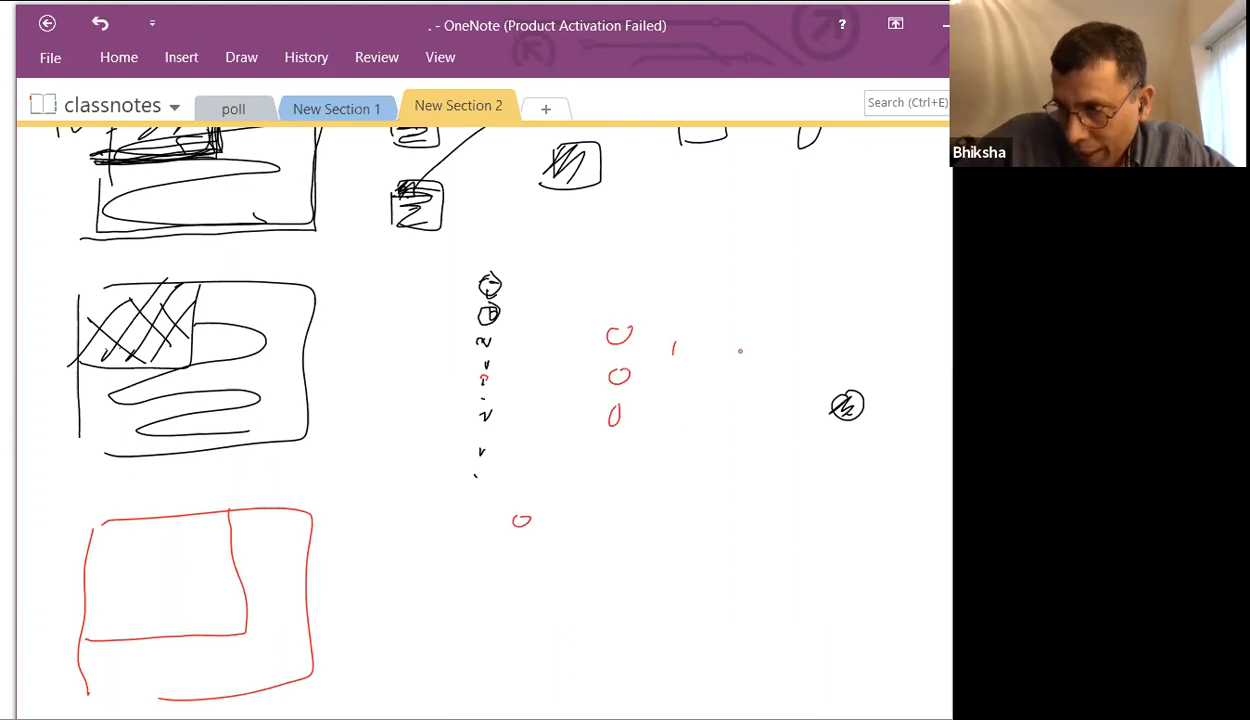 . - OneNote (Product Activation Failed)
?
File Home Insert Draw History Review View
classnotes poll New Section 1 New Section 2 + Search (Ctrl+E)
Bhiksha